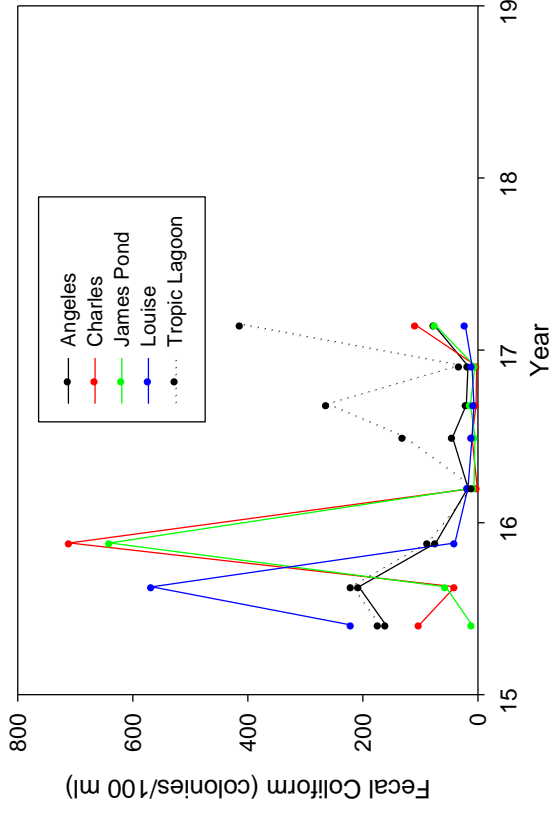 Fecal Coliform (colonies/100 ml)
800
600
400
200
0
Angeles
Charles
James Pond
Louise
Tropic Lagoon
15
16
17
18
19
Year